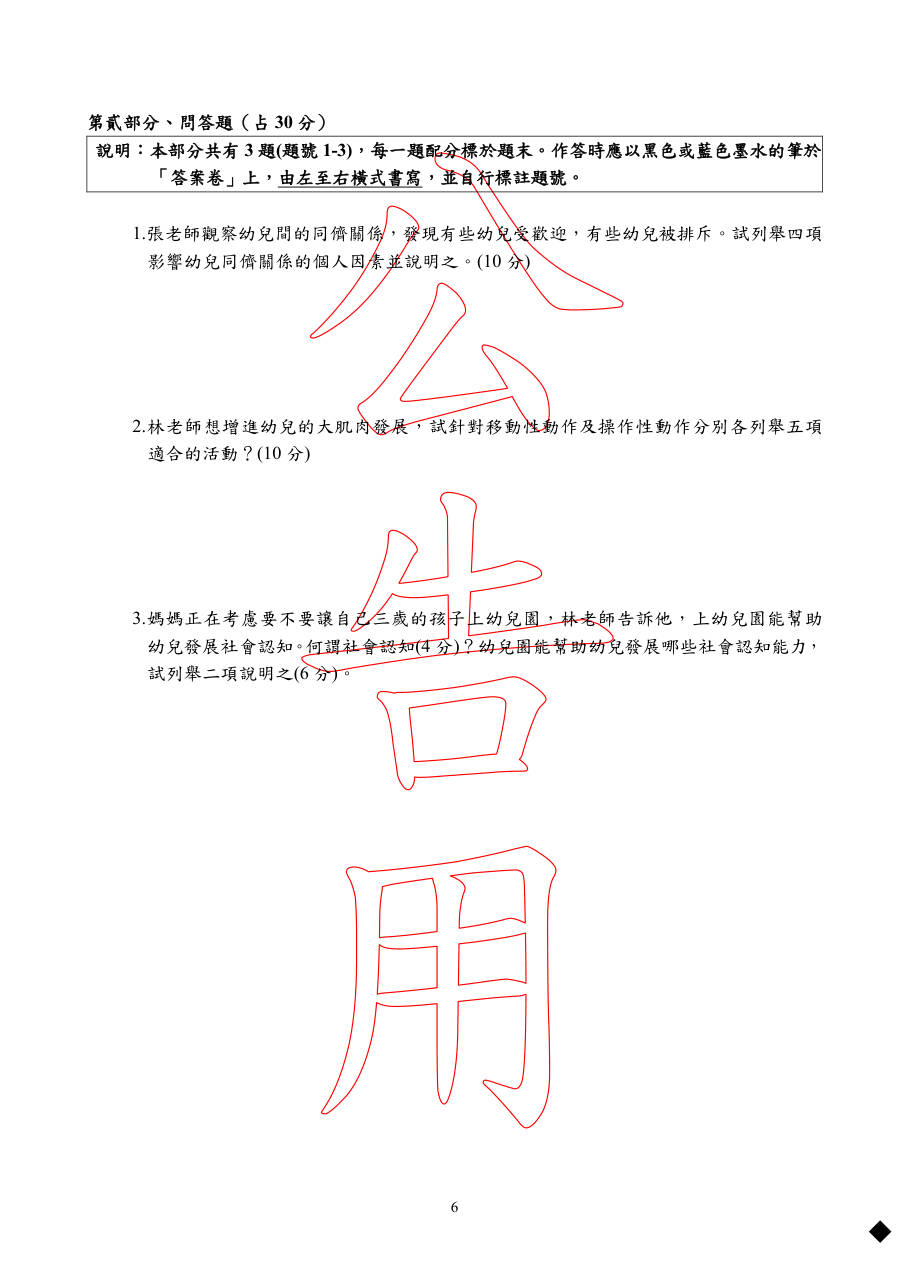 第貳部分、問答題（占 30 分）
說明：本部分共有 3 題(題號 1-3)，每一題配分標於題末。作答時應以黑色或藍色墨水的筆於
「答案卷」上，由左至右橫式書寫，並自行標註題號。
1.張老師觀察幼兒間的同儕關係，發現有些幼兒受歡迎，有些幼兒被排斥。試列舉四項
影響幼兒同儕關係的個人因素並說明之。(10 分)
2.林老師想增進幼兒的大肌肉發展，試針對移動性動作及操作性動作分別各列舉五項
適合的活動？(10 分)
3.媽媽正在考慮要不要讓自己三歲的孩子上幼兒園，林老師告訴他，上幼兒園能幫助
幼兒發展社會認知。何謂社會認知(4 分)？幼兒園能幫助幼兒發展哪些社會認知能力，
試列舉二項說明之(6 分)。
公
告
用
6